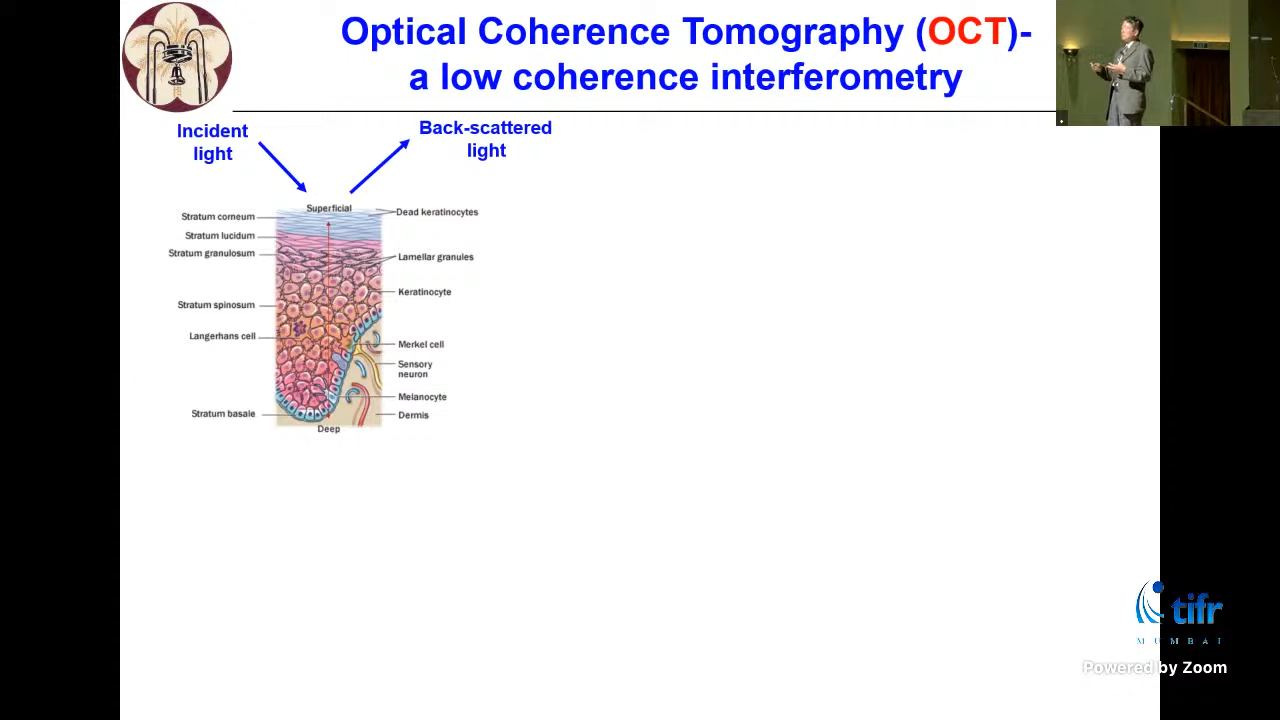 Optical Coherence Tomography (OCT)-
a low coherence interferometry
Incident
light
Back-scattered
light
Superficial
Stratum corneum
Dead keratinocytes
Stratum lucidum
Stratum granulosum
Lamellar granules
Keratinocyte
Stratum spinosum
Langerhans cell
Merkel cell
Sensory
neuron
Melanocyte
Stratum basale
Dermis
Deep
tifr
MUMBAI
Powered by Zoom